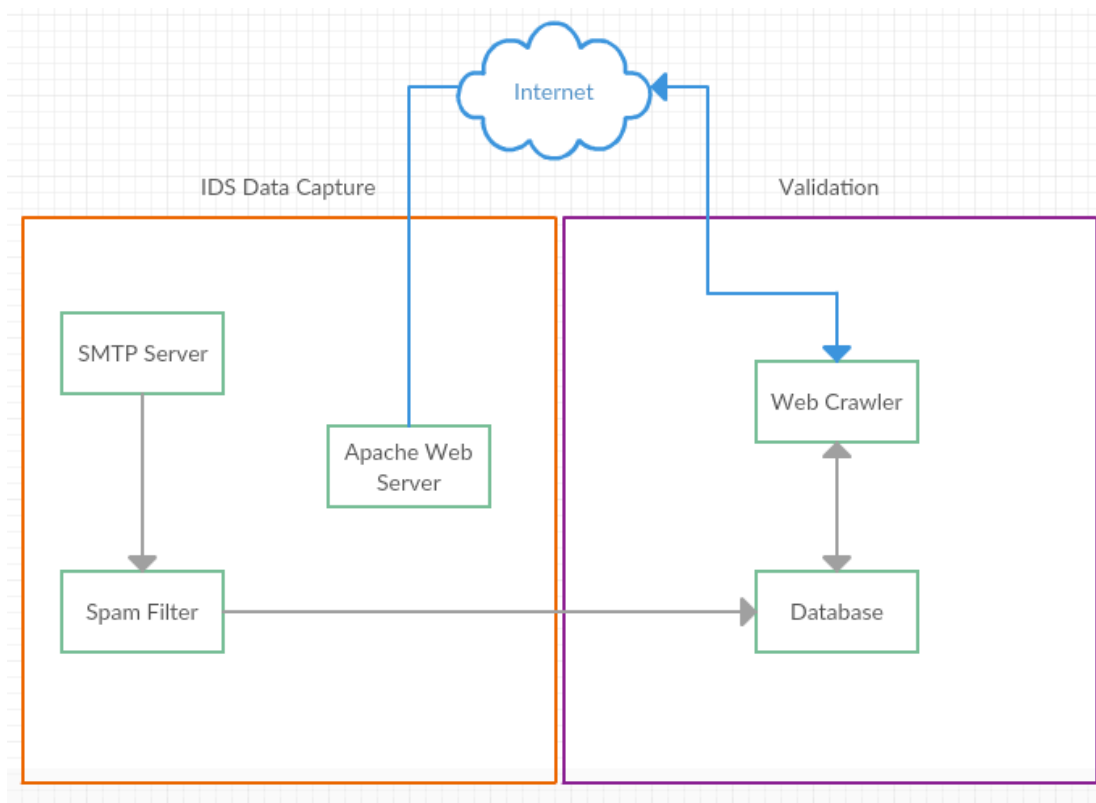 Internet
IDS Data Capture
Validation
SMTP Server
Web Crawler
Apache Web
Server
Spam Filter
Database